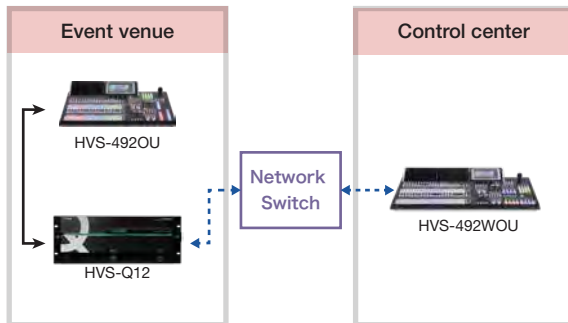 Event venue
Control center
HVS-492OU
Network
Switch
HVS-492WOU
HVS-Q12